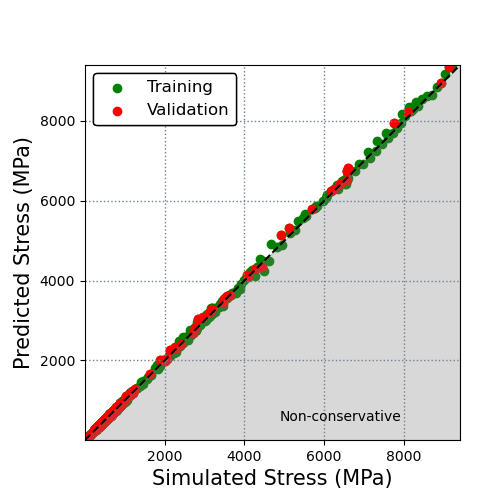 Training
Validation
Predicted Stress (MPa)
8000
6000
4000
2000
Non-conservative
2000 4000 6000 8000
Simulated Stress (MPa)